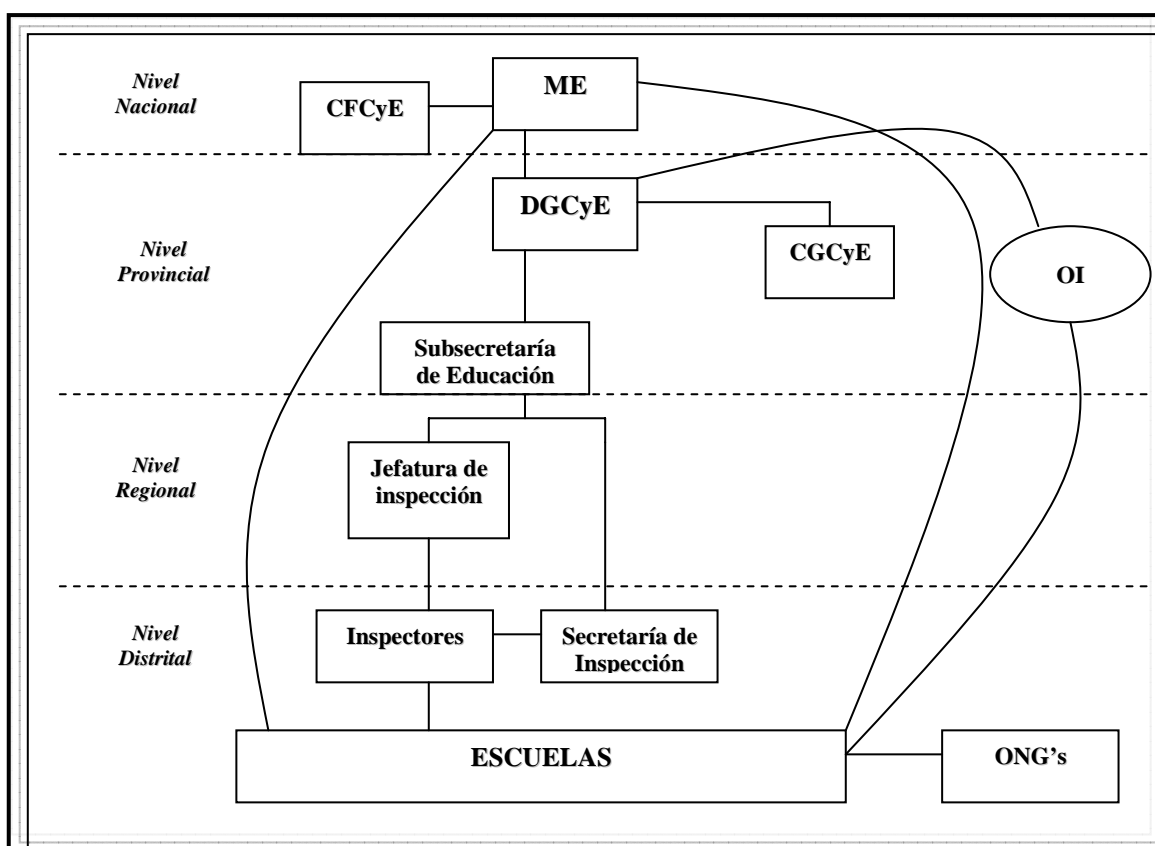 Nivel
Nacional
CFCyE
ME
Nivel
Provincial
DGCyE
CGCyE
OI
Subsecretaría
de Educación
Nivel
Regional
Jefatura de
inspección
Nivel
Distrital
Inspectores
Secretaría de
Inspección
ESCUELAS
ONG’s